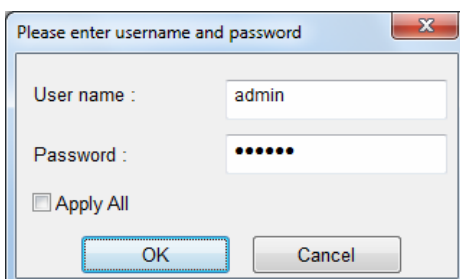 Please enter username and password
User name : admin
Password : ●●●●●●
Apply All
OK Cancel